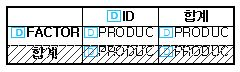 D ID 합계
D FACTOR D PRODUC D PRODUC
합계 Σ PRODUC Σ PRODUC